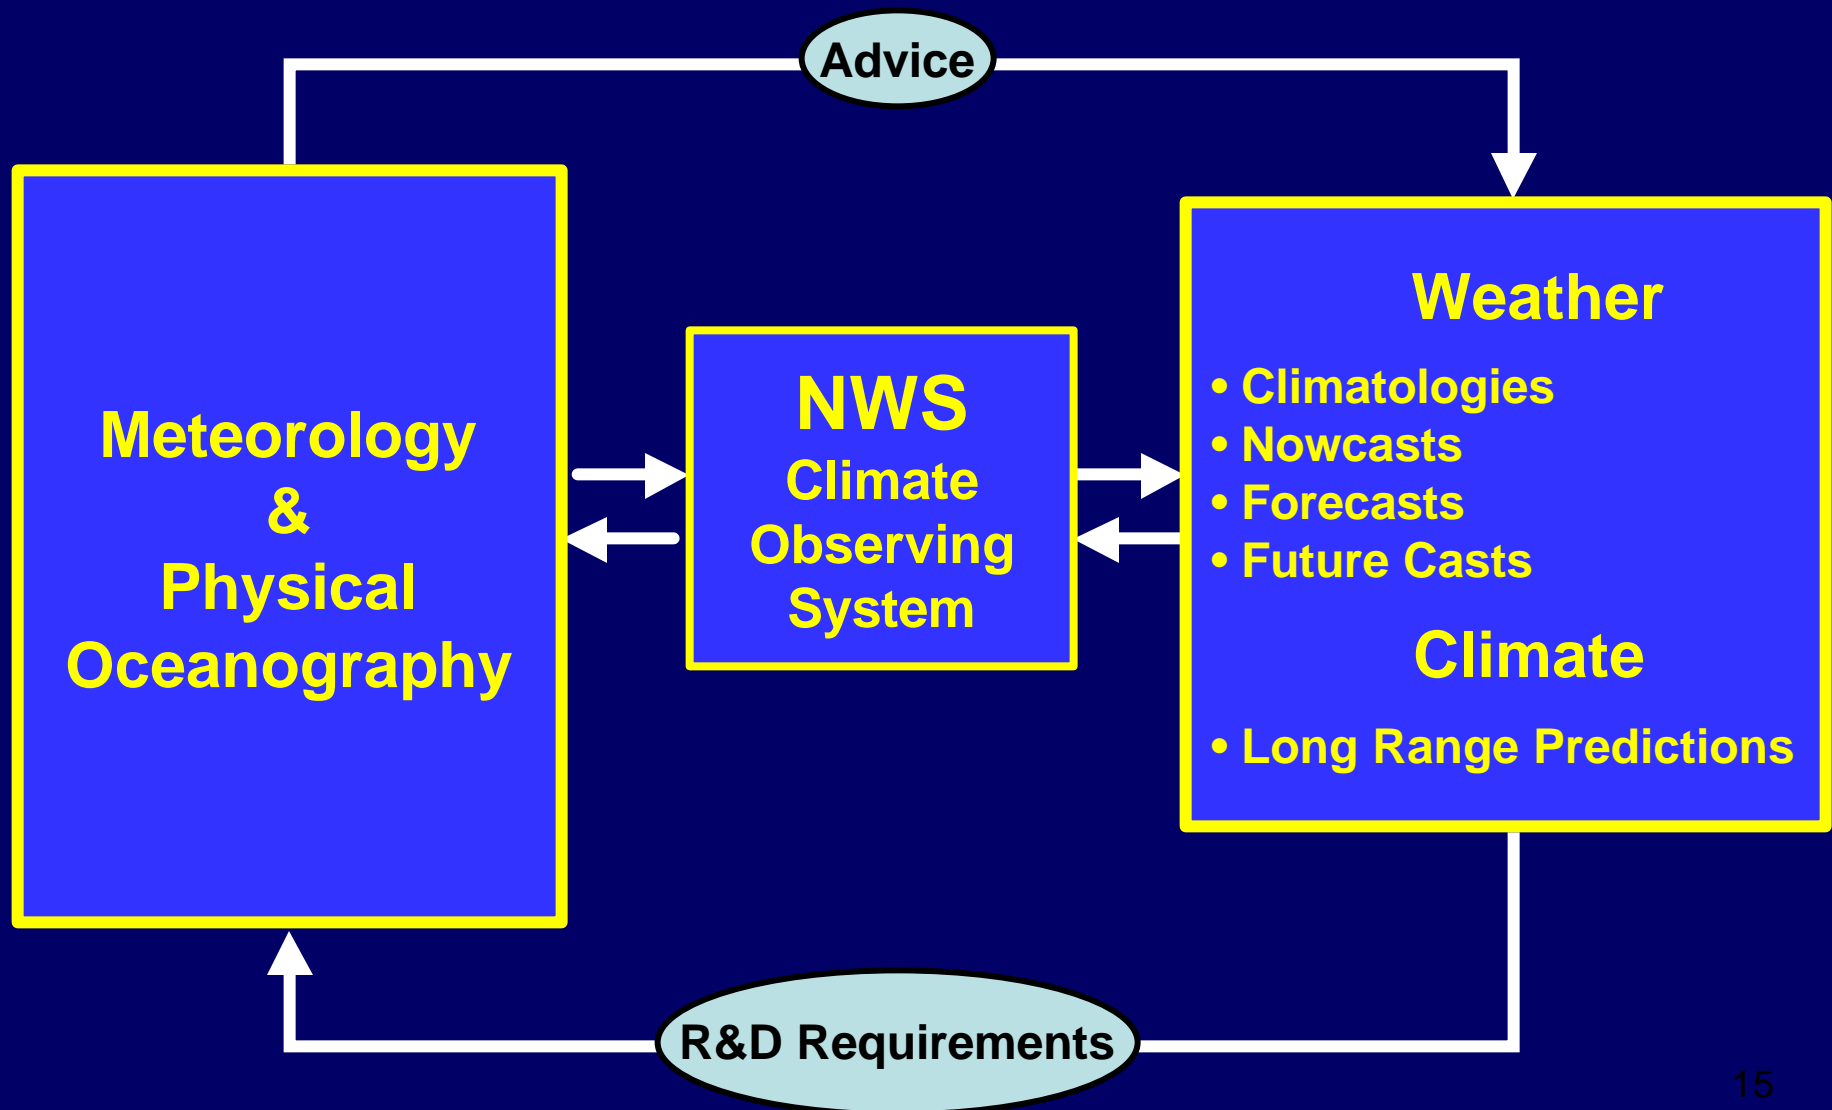 Advice
Meteorology
&
Physical
Oceanography
NWS
Climate
Observing
System
Weather
• Climatologies
• Nowcasts
• Forecasts
• Future Casts
Climate
• Long Range Predictions
R&D Requirements
15